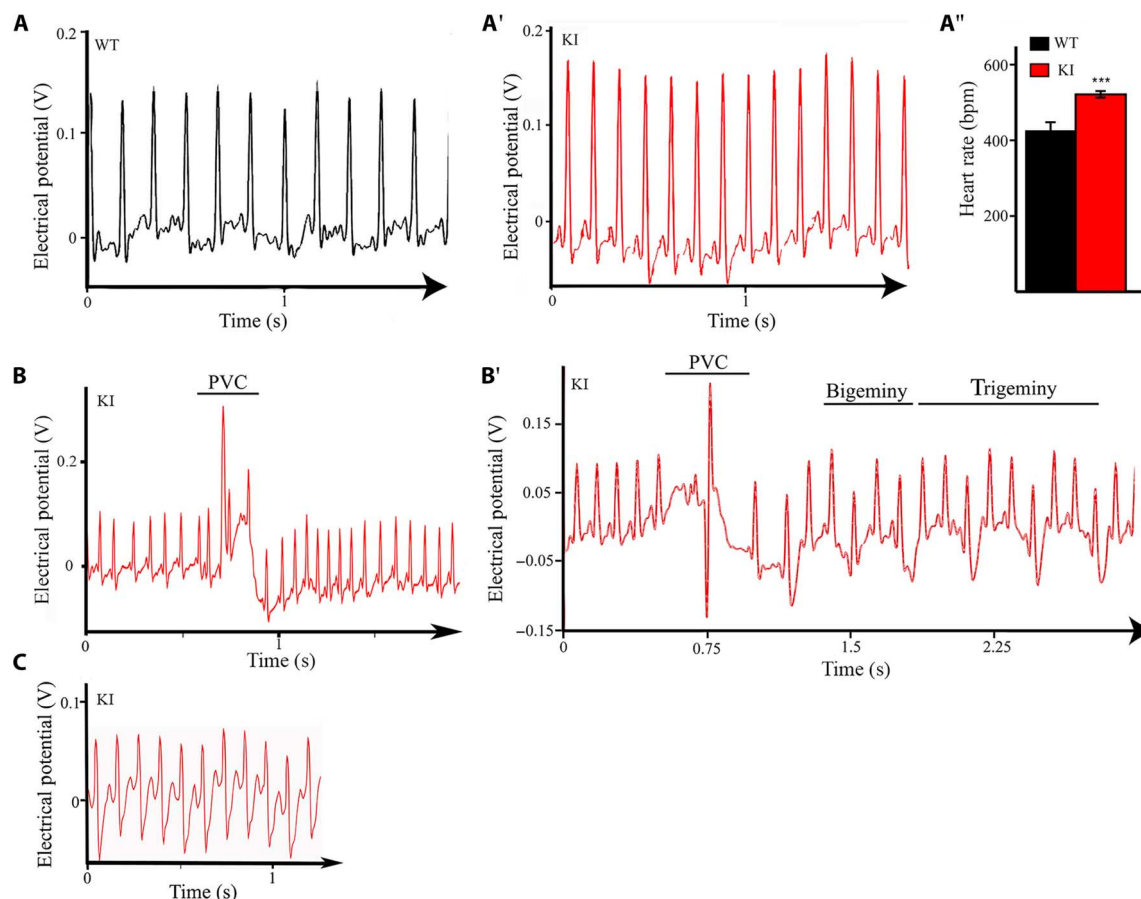 A
WT
Electrical potential (V)
0.2
0.1
0
0
1
Time (s)
A'
KI
Electrical potential (V)
0.2
0.1
0
0
1
Time (s)
A"
WT
KI
Heart rate (bpm)
600
400
200
***
B
KI
PVC
Electrical potential (V)
0.2
0
0
1
Time (s)
B'
KI
PVC
Bigeminy
Trigeminy
Electrical potential (V)
0.15
0.05
−0.05
−0.15
0
0.75
1.5
2.25
Time (s)
C
KI
Electrical potential (V)
0.1
0
0
1
Time (s)